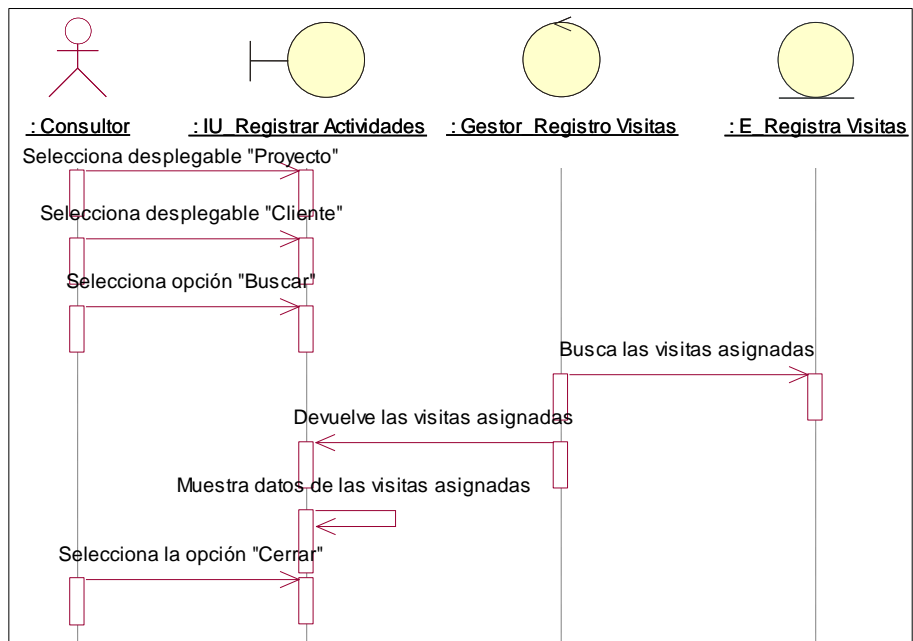 : Consultor
: IU_Registrar Actividades
: Gestor_Registro Visitas
: E_Registra Visitas
Selecciona desplegable "Proyecto"
Selecciona desplegable "Cliente"
Selecciona opción "Buscar"
Busca las visitas asignadas
Devuelve las visitas asignadas
Muestra datos de las visitas asignadas
Selecciona la opción "Cerrar"